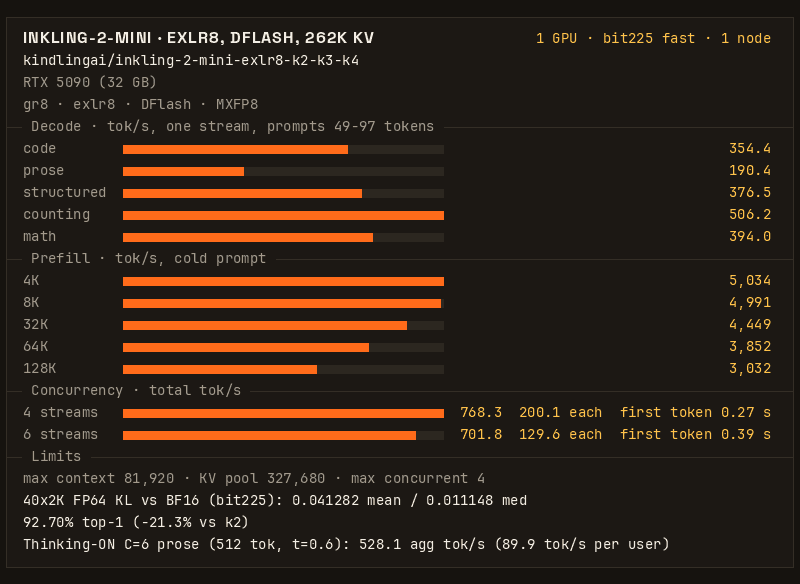 INKLING-2-MINI · EXLR8, DFLASH, 262K KV 1 GPU · bit225 fast · 1 node
kindlingai/inkling-2-mini-exlr8-k2-k3-k4
RTX 5090 (32 GB)
gr8 · exlr8 · DFlash · MXFP8
Decode · tok/s, one stream, prompts 49-97 tokens
code 354.4
prose 190.4
structured 376.5
counting 506.2
math 394.0
Prefill · tok/s, cold prompt
4K 5,034
8K 4,991
32K 4,449
64K 3,852
128K 3,032
Concurrency · total tok/s
4 streams 768.3 200.1 each first token 0.27 s
6 streams 701.8 129.6 each first token 0.39 s
Limits
max context 81,920 · KV pool 327,680 · max concurrent 4
40x2K FP64 KL vs BF16 (bit225): 0.041282 mean / 0.011148 med
92.70% top-1 (-21.3% vs k2)
Thinking-ON C=6 prose (512 tok, t=0.6): 528.1 agg tok/s (89.9 tok/s per user)